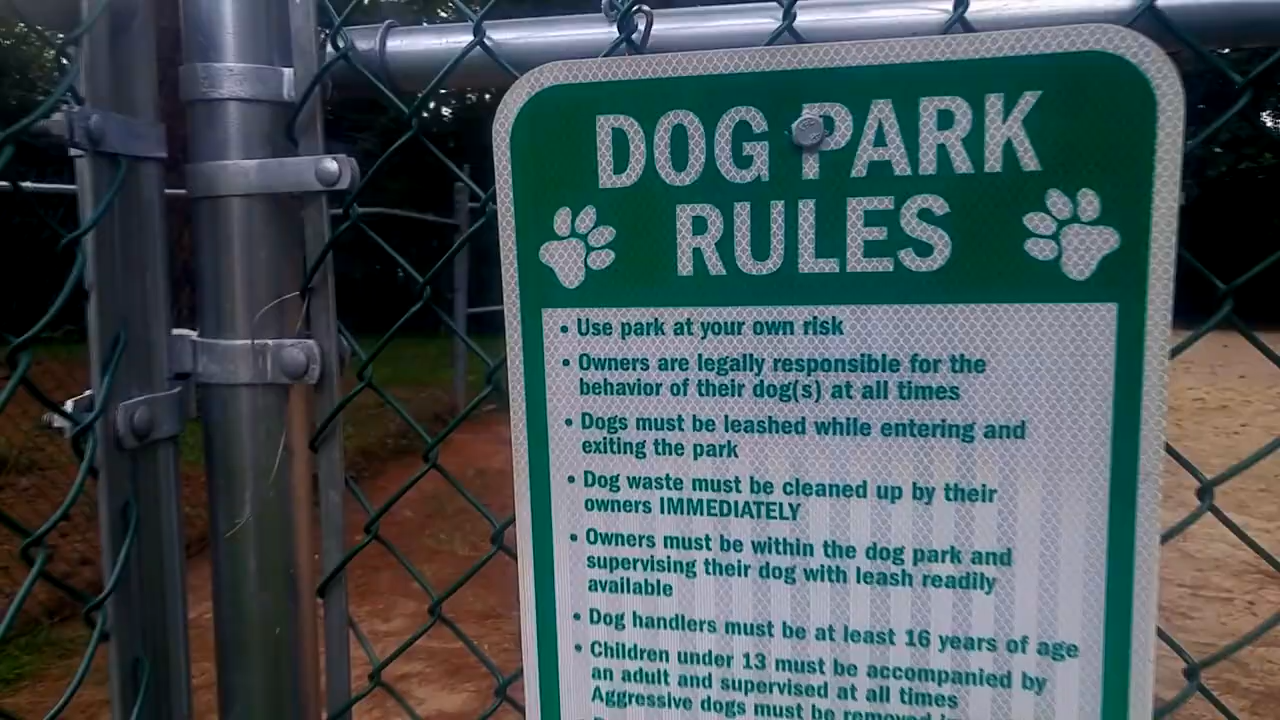 DOG PARK
RULES
• Use park at your own risk
• Owners are legally responsible for the
behavior of their dog(s) at all times
• Dogs must be leashed while entering and
exiting the park
• Dog waste must be cleaned up by their
owners IMMEDIATELY
• Owners must be within the dog park and
supervising their dog with leash readily
available
• Dog handlers must be at least 16 years of age
• Children under 13 must be accompanied by
an adult and supervised at all times
Aggressive dogs must be removed